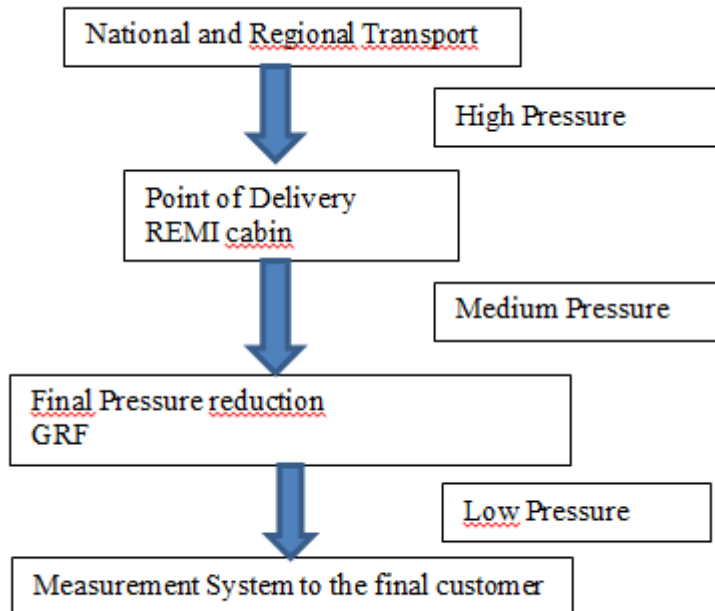 National and Regional Transport
High Pressure
Point of Delivery
REMI cabin
Medium Pressure
Final Pressure reduction
GRF
Low Pressure
Measurement System to the final customer